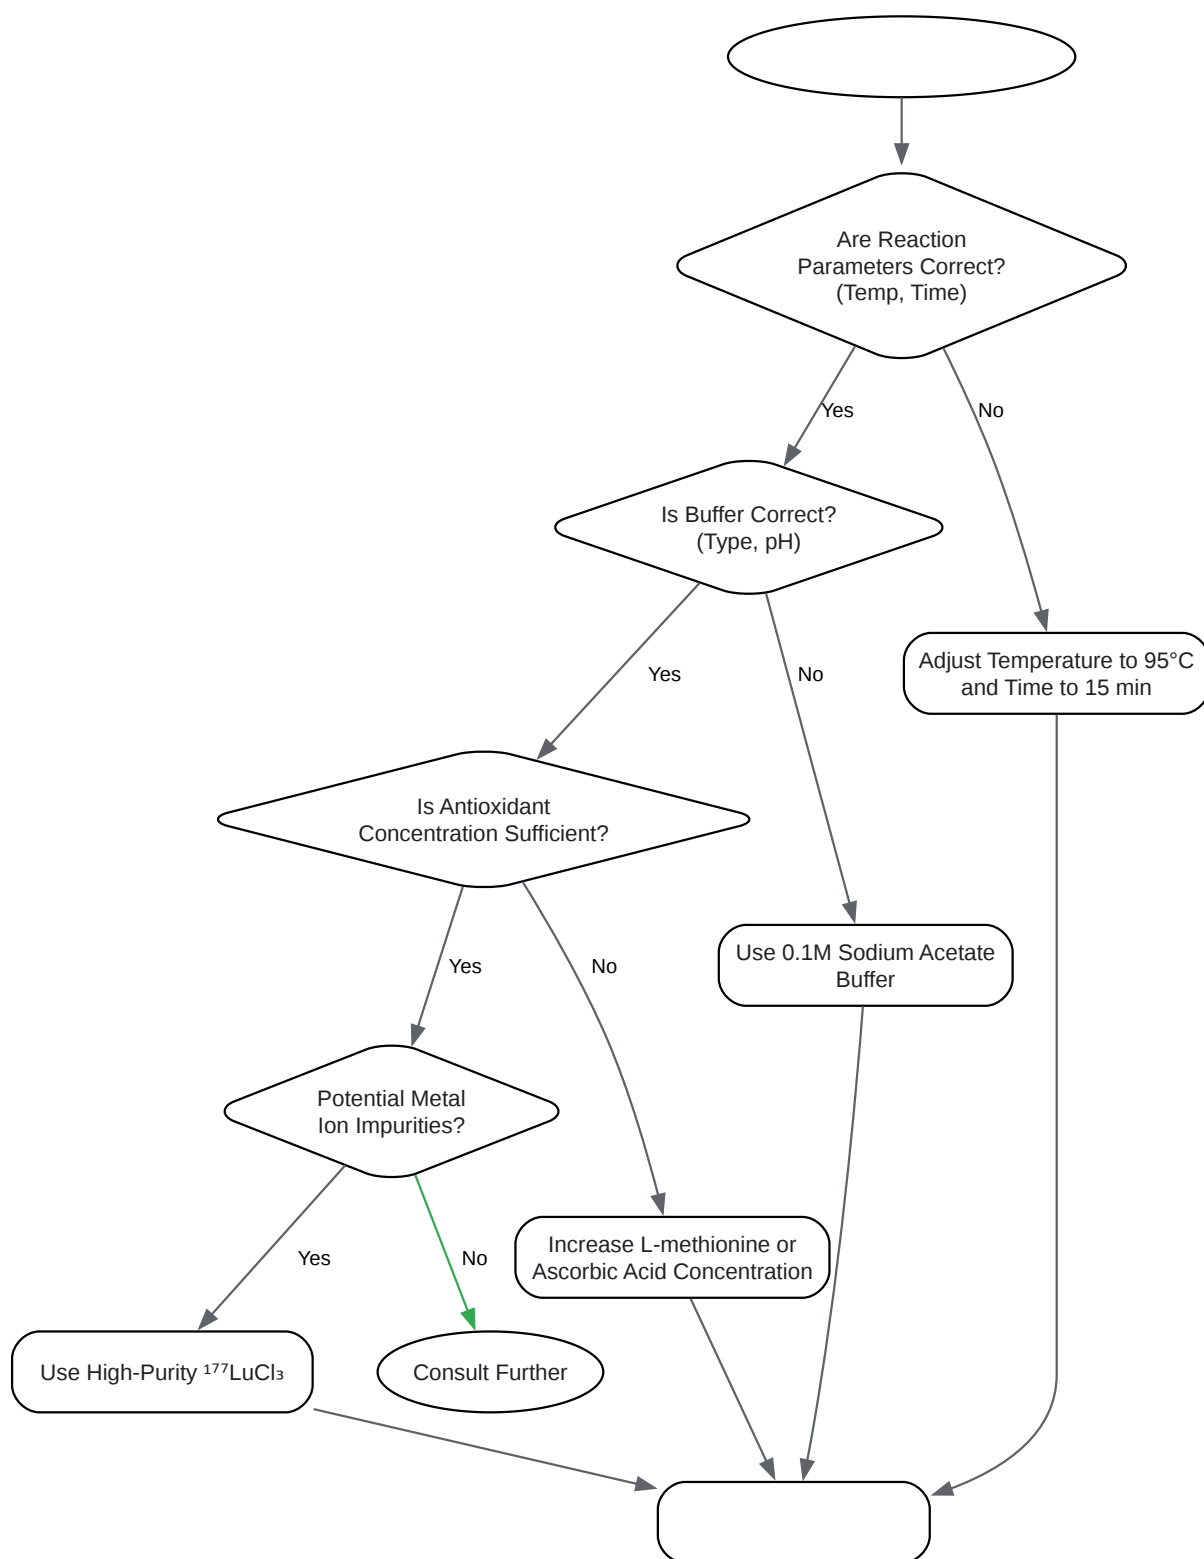 Are Reaction
Parameters Correct?
(Temp, Time)
Yes
No
Is Buffer Correct?
(Type, pH)
Yes
No
Adjust Temperature to 95°C
and Time to 15 min
Is Antioxidant
Concentration Sufficient?
Yes
No
Use 0.1M Sodium Acetate
Buffer
Potential Metal
Ion Impurities?
Yes
No
Increase L-methionine or
Ascorbic Acid Concentration
Use High-Purity ¹⁷⁷LuCl₃
Consult Further